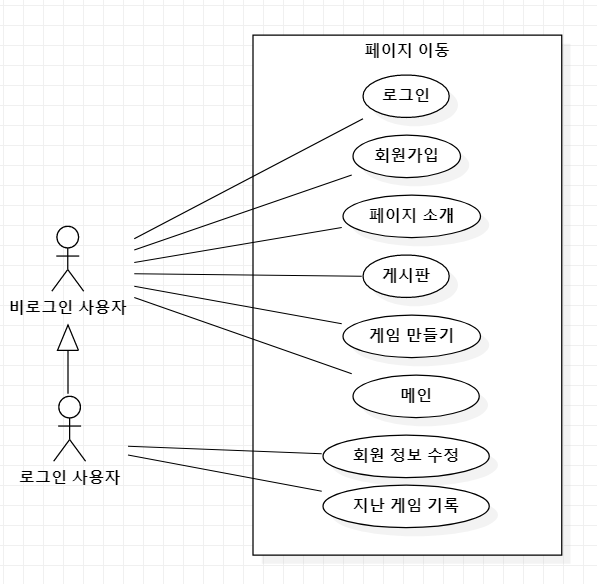 페이지 이동
로그인
회원가입
페이지 소개
게시판
게임 만들기
메인
회원 정보 수정
지난 게임 기록
비로그인 사용자
로그인 사용자